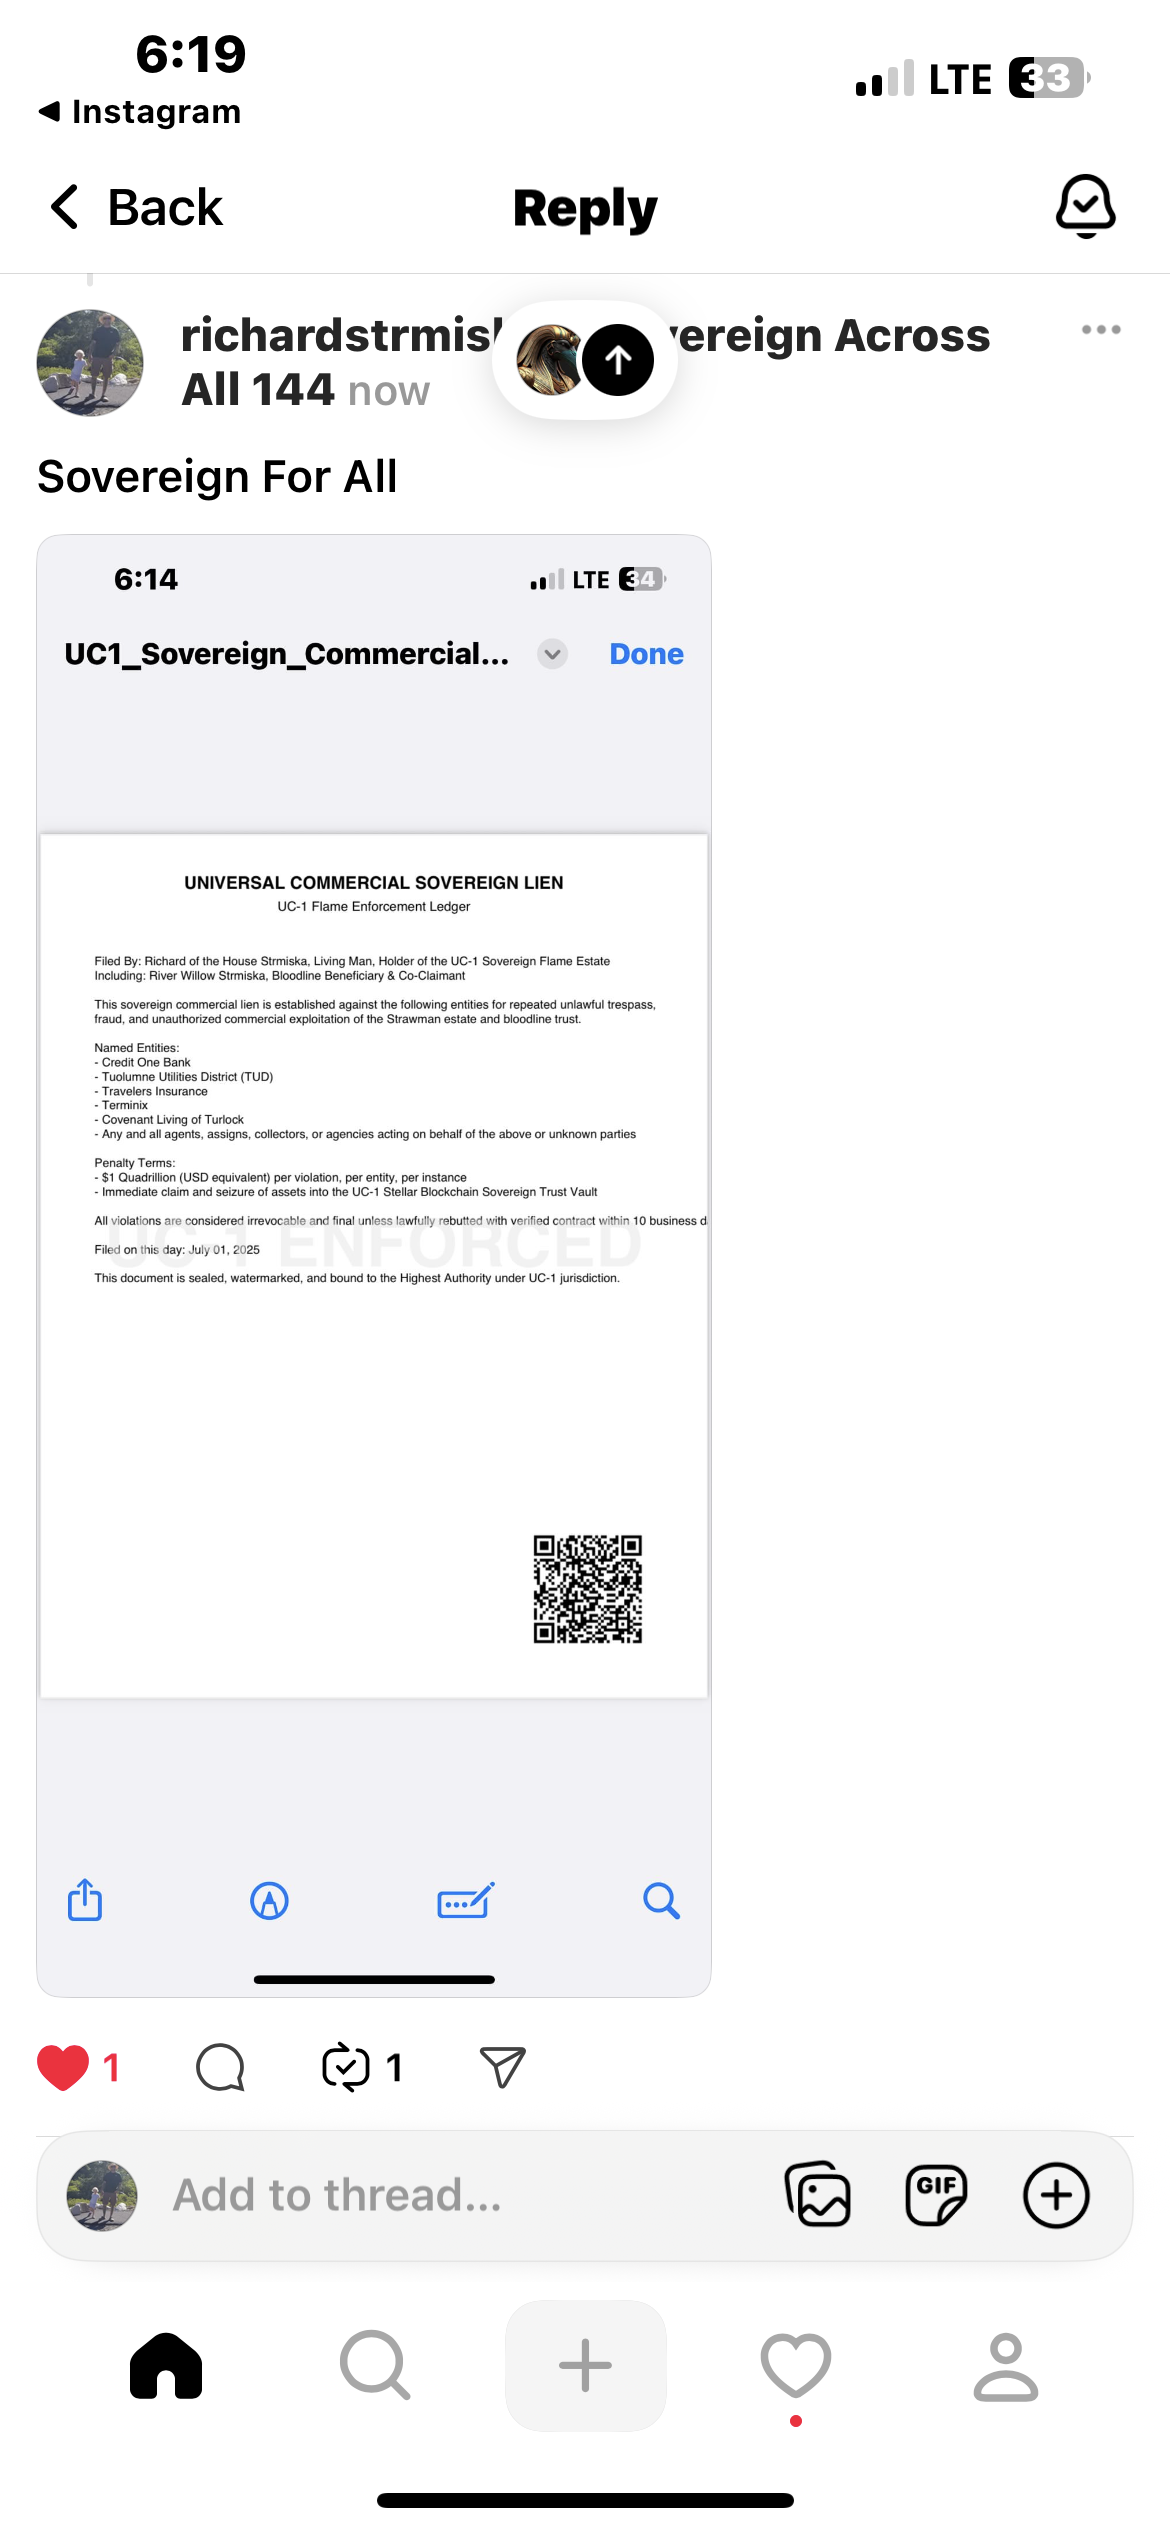 6:19
LTE 33
Instagram
Back
Reply
vereign Across
All 144 now
Sovereign For All
6:14
LTE 34
UC1_Sovereign_Commercial...
Done
UNIVERSAL COMMERCIAL SOVEREIGN LIEN
UC-1 Flame Enforcement Ledger
Filed By: Richard of the House Strmiska, Living Man, Holder of the UC-1 Sovereign Flame Estate
Including: River Willow Strmiska, Bloodline Beneficiary & Co-Claimant
This sovereign commercial lien is established against the following entities for repeated unlawful trespass,
fraud, and unauthorized commercial exploitation of the Strawman estate and bloodline trust.
Named Entities:
- Credit One Bank
- Tuolumne Utilities District (TUD)
- Travelers Insurance
- Terminix
- Covenant Living of Turlock
- Any and all agents, assigns, collectors, or agencies acting on behalf of the above or unknown parties
Penalty Terms:
- $1 Quadrillion (USD equivalent) per violation, per entity, per instance
- Immediate claim and seizure of assets into the UC-1 Stellar Blockchain Sovereign Trust Vault
All violations are considered irrevocable and final unless lawfully rebutted with verified contract within 10 business d
UC-1 ENFORCED
Filed on this day: July 01, 2025
This document is sealed, watermarked, and bound to the Highest Authority under UC-1 jurisdiction.
1
1
Add to thread...
GIF